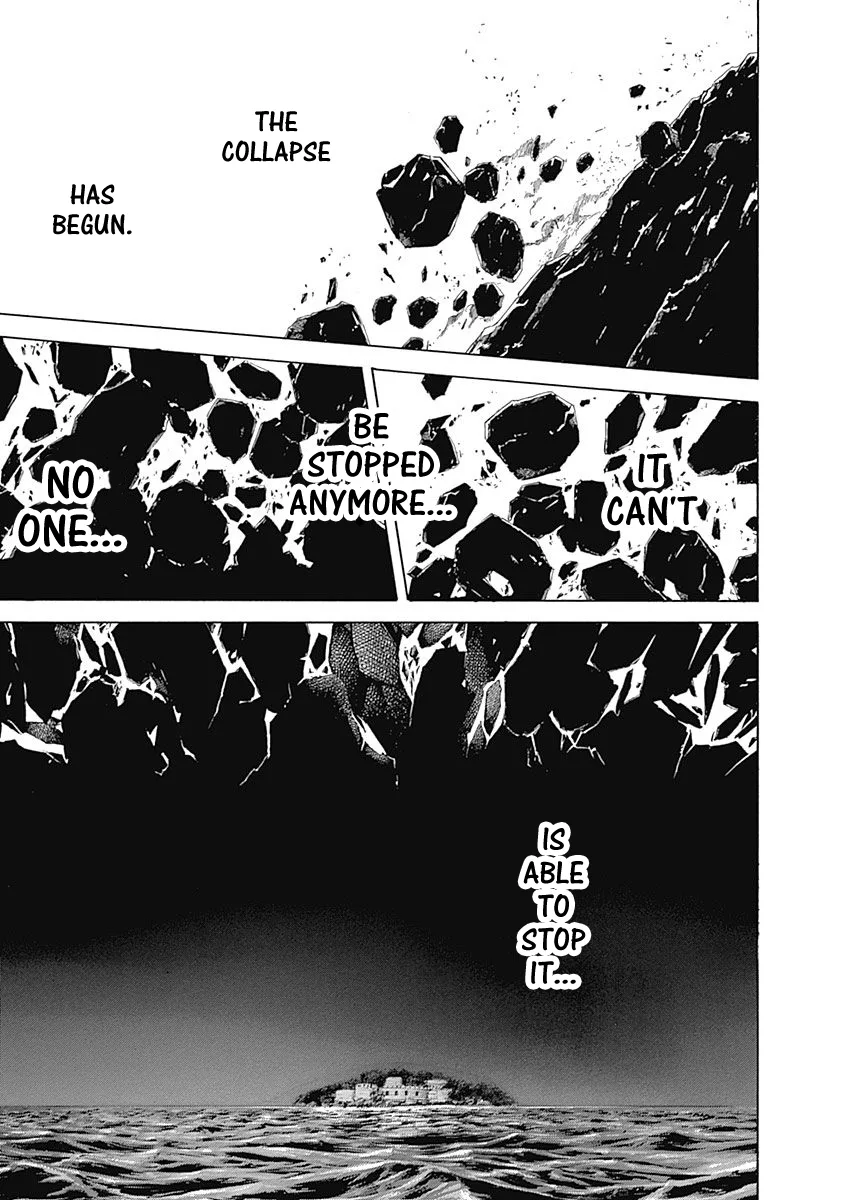 THE
COLLAPSE
HAS
BEGUN.
IT
CAN'T
BE
STOPPED
ANYMORE...
NO
ONE...
IS
ABLE
TO
STOP
IT...